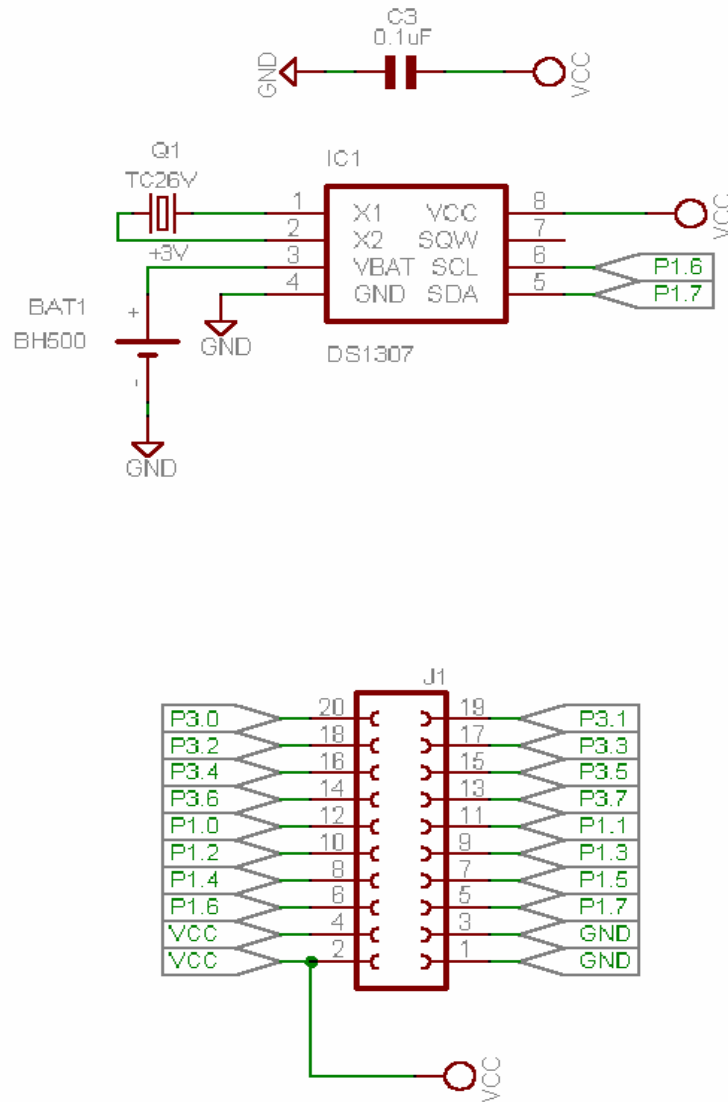 C3
0.1uF
GND
VCC
Q1
TC26V
+3V
IC1
1 X1 VCC 8
2 X2 SQW 7
3 VBAT SCL 6 P1.6
4 GND SDA 5 P1.7
VCC
GND
DS1307
BAT1
BH500
+
-
GND
J1
P3.0 20 19 P3.1
P3.2 18 17 P3.3
P3.4 16 15 P3.5
P3.6 14 13 P3.7
P1.0 12 11 P1.1
P1.2 10 9 P1.3
P1.4 8 7 P1.5
P1.6 6 5 P1.7
VCC 4 3 GND
VCC 2 1 GND
VCC